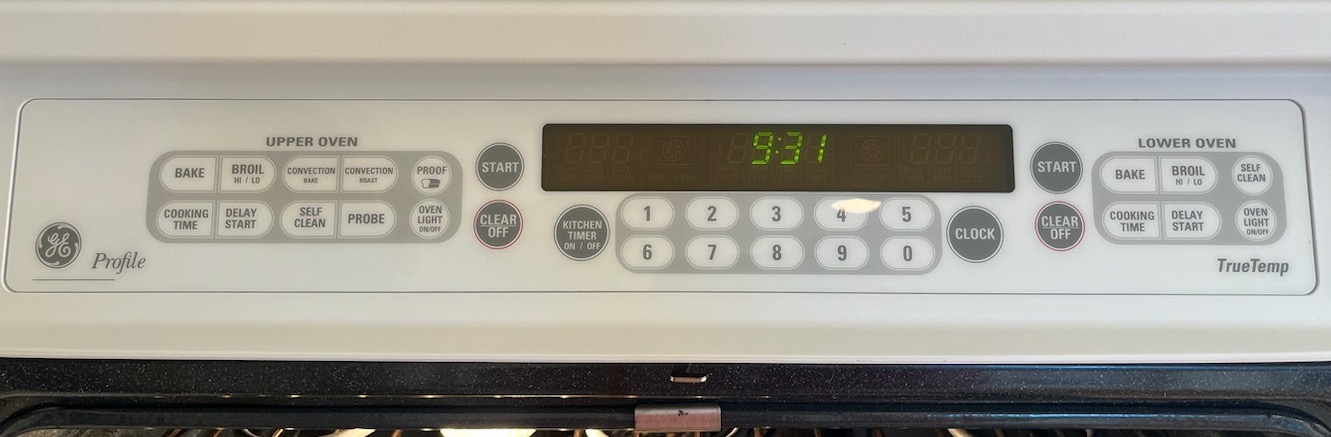 UPPER OVEN
BAKE
BROIL
HI / LO
CONVECTION
BAKE
CONVECTION
ROAST
PROOF
COOKING
TIME
DELAY
START
SELF
CLEAN
PROBE
OVEN
LIGHT
ON/OFF
GE
Profile
START
CLEAR
OFF
9:31
KITCHEN
TIMER
ON / OFF
1 2 3 4 5
6 7 8 9 0
CLOCK
START
CLEAR
OFF
LOWER OVEN
BAKE
BROIL
HI / LO
SELF
CLEAN
COOKING
TIME
DELAY
START
OVEN
LIGHT
ON/OFF
TrueTemp